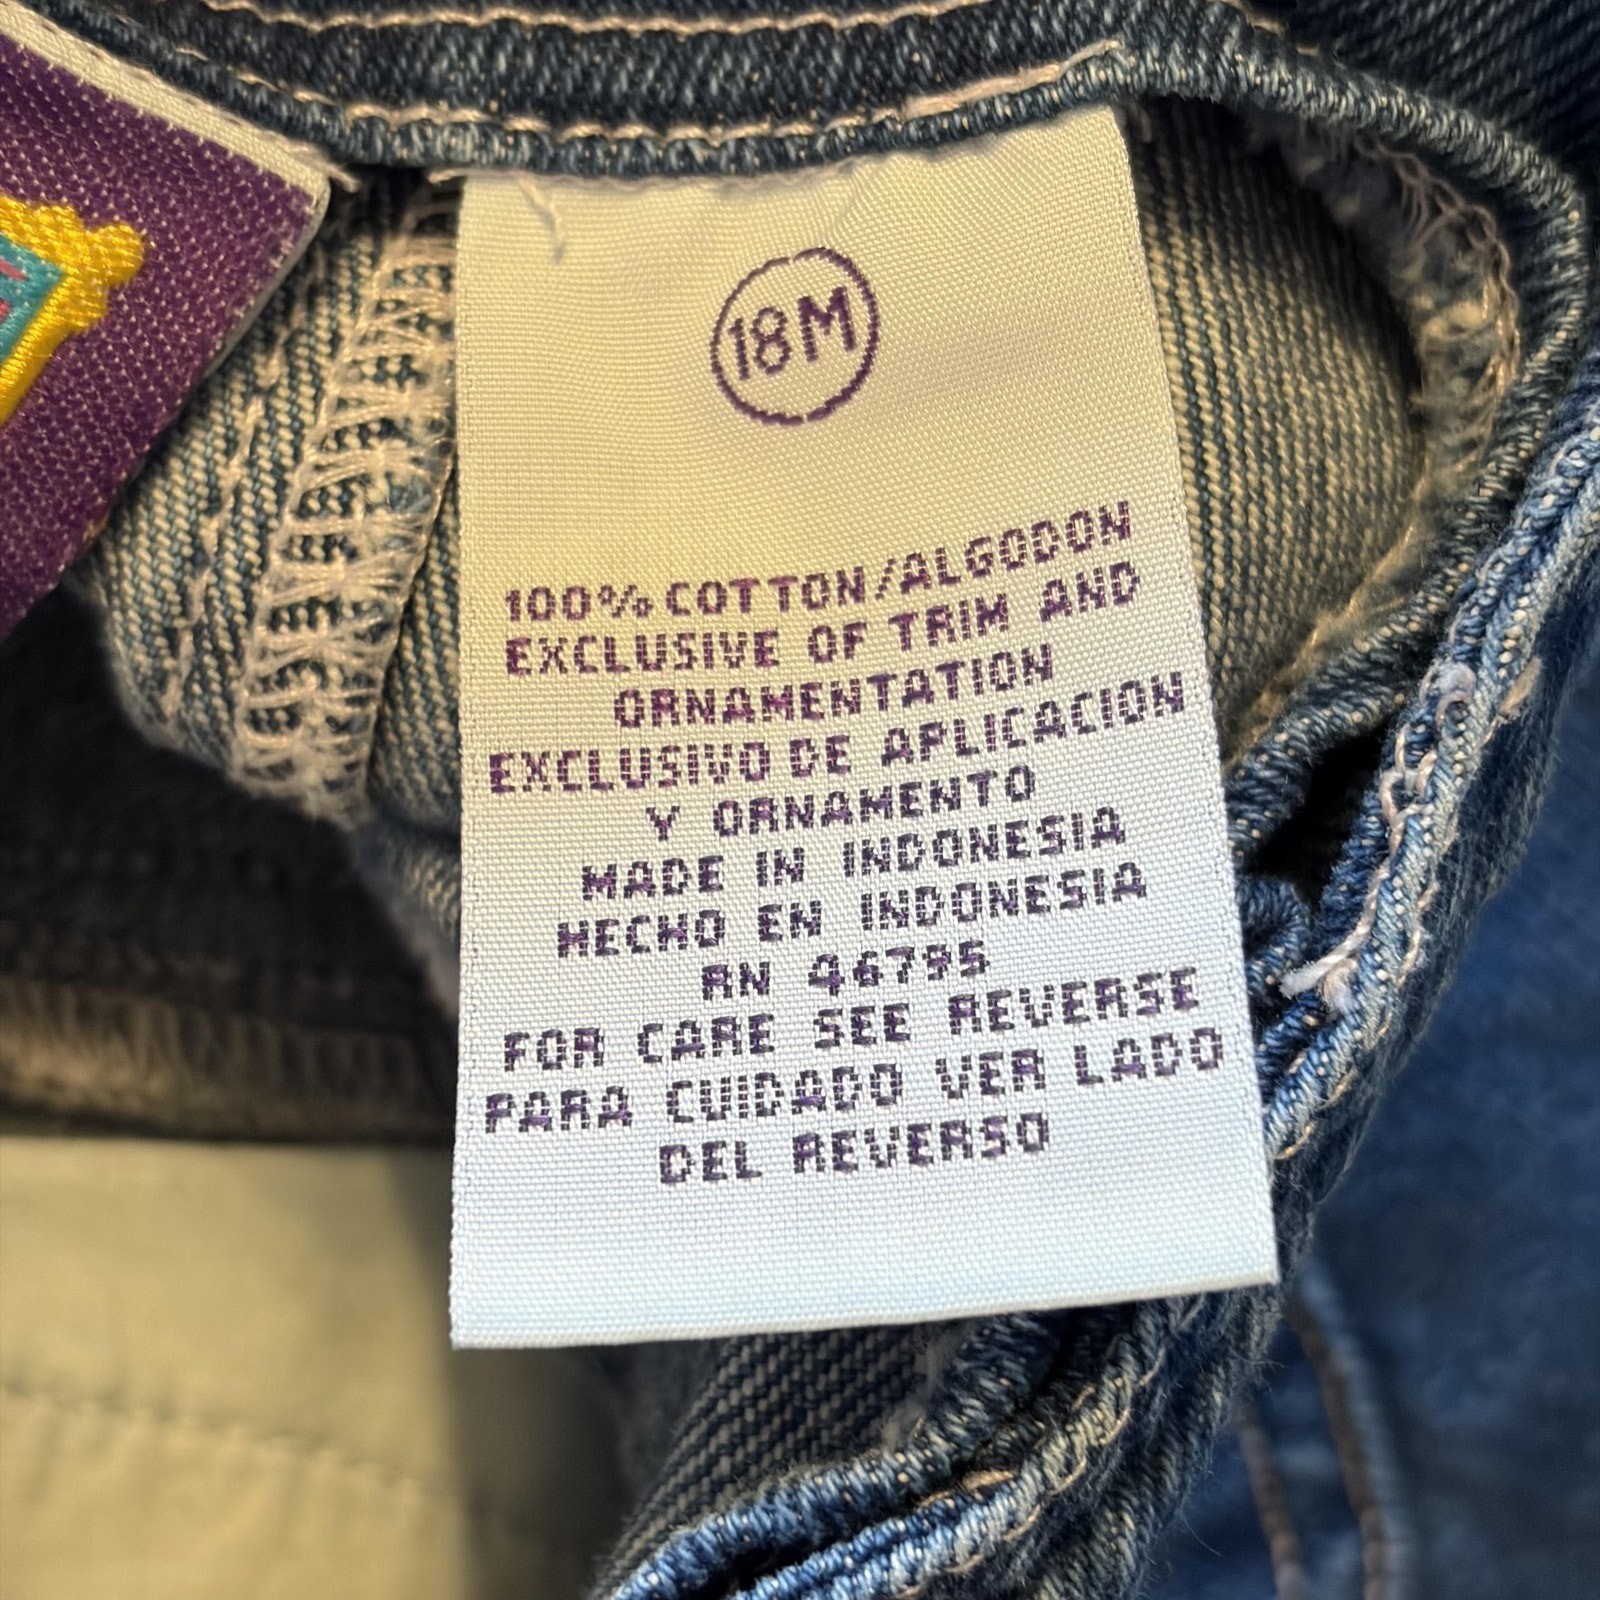 18M
100% COTTON/ALGODON
EXCLUSIVE OF TRIM AND
ORNAMENTATION
EXCLUSIVO DE APLICACION
Y ORNAMENTO
MADE IN INDONESIA
HECHO EN INDONESIA
RN 46795
FOR CARE SEE REVERSE
PARA CUIDADO VER LADO
DEL REVERSO